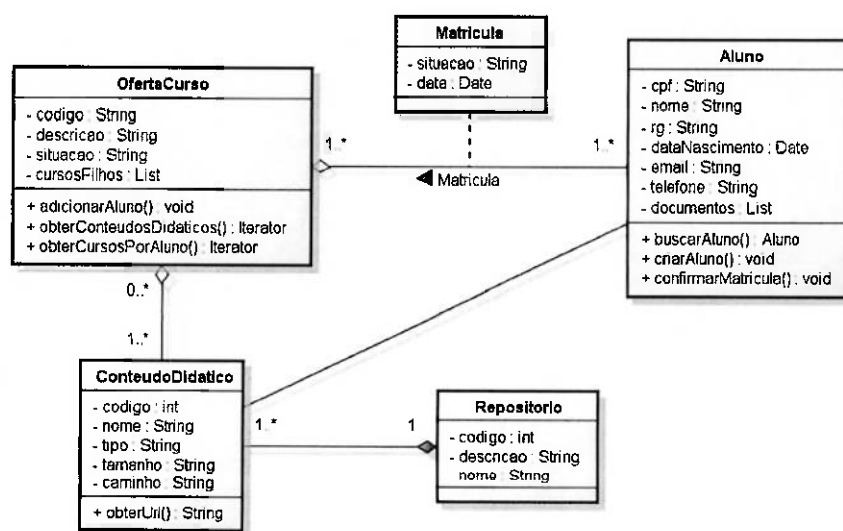 Matricula
- situacao : String
- data : Date
OfertaCurso
- codigo : String
- descricao : String
- situacao : String
- cursosFilhos : List
+ adicionarAluno() : void
+ obterConteudosDidaticos() : Iterator
+ obterCursosPorAluno() : Iterator
Aluno
- cpf : String
- nome : String
- rg : String
- dataNascimento : Date
- email : String
- telefone : String
- documentos : List
+ buscarAluno() : Aluno
+ criarAluno() : void
+ confirmarMatricula() : void
1..*
1..*
◀ Matricula
0..*
1..*
ConteudoDidatico
- codigo : int
- nome : String
- tipo : String
- tamanho : String
- caminho : String
+ obterUrl() : String
1..*
1
Repositorio
- codigo : int
- descricao : String
nome : String